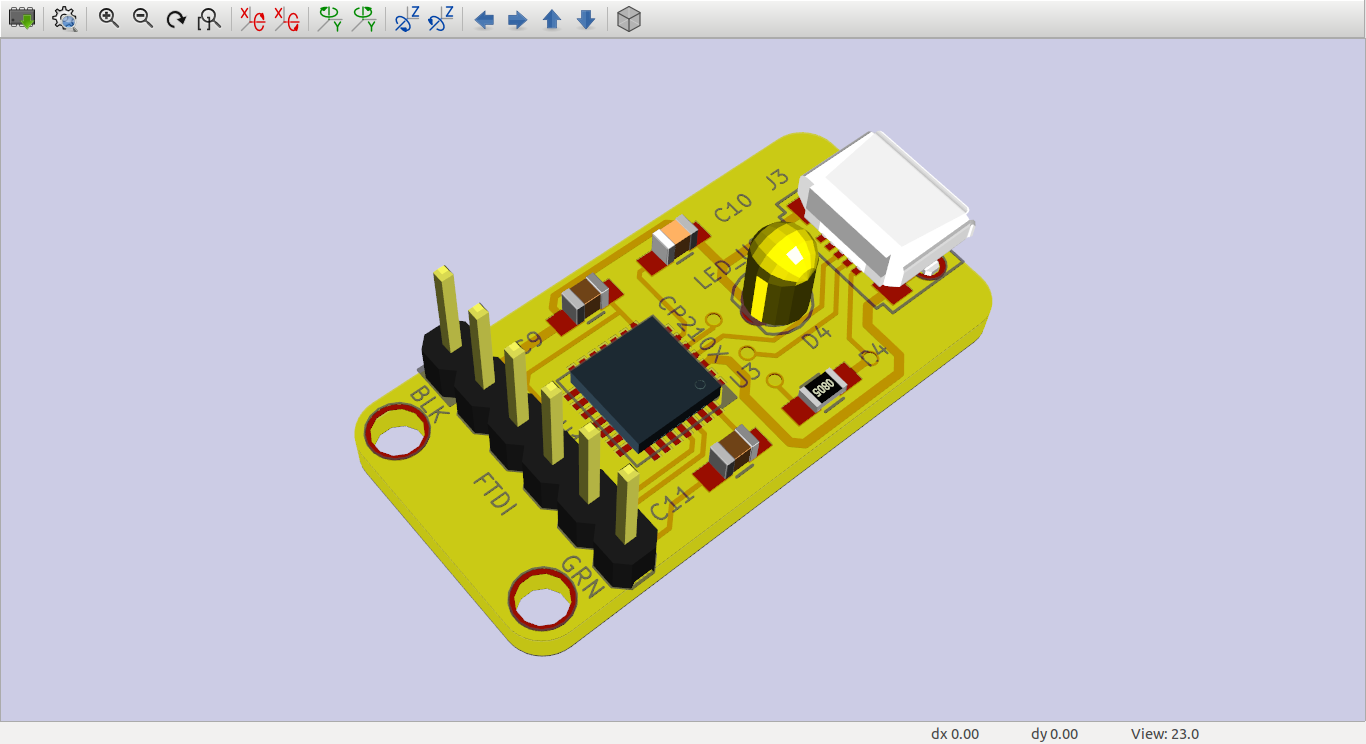 X
X
Y
Y
Z
Z
J3
C10
LED
CP210X
C9
D4
D4
U3
BLK
FTDI
C11
GRN
dx 0.00
dy 0.00
View: 23.0